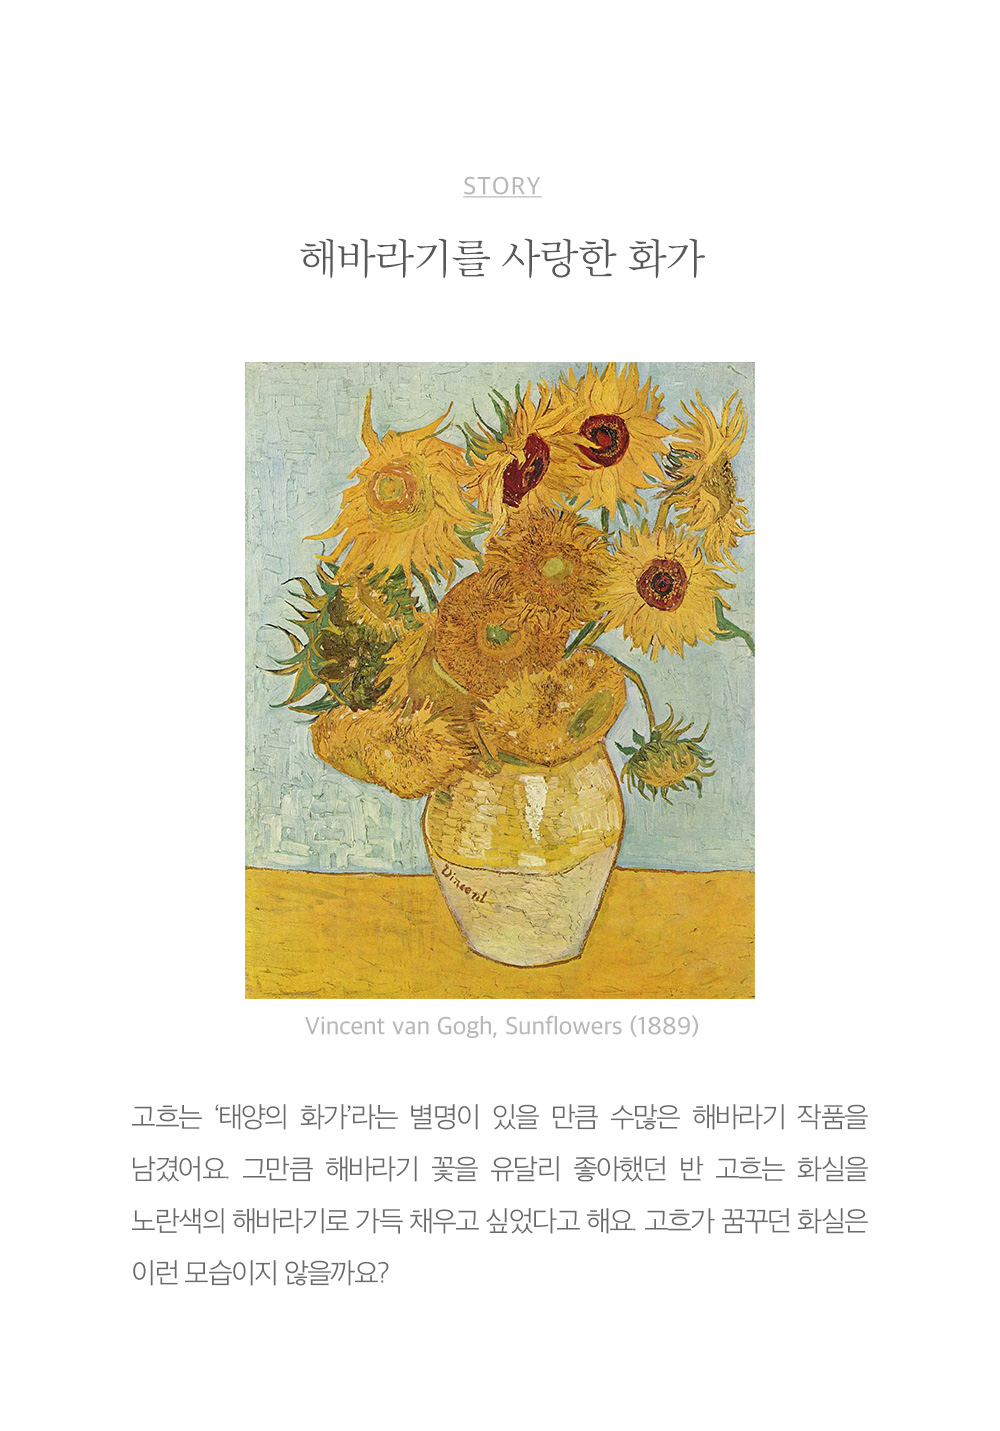 STORY
해바라기를 사랑한 화가
Vincent
Vincent van Gogh, Sunflowers (1889)
고흐는 ‘태양의 화가’라는 별명이 있을 만큼 수많은 해바라기 작품을
남겼어요. 그만큼 해바라기 꽃을 유달리 좋아했던 반 고흐는 화실을
노란색의 해바라기로 가득 채우고 싶었다고 해요. 고흐가 꿈꾸던 화실은
이런 모습이지 않을까요?